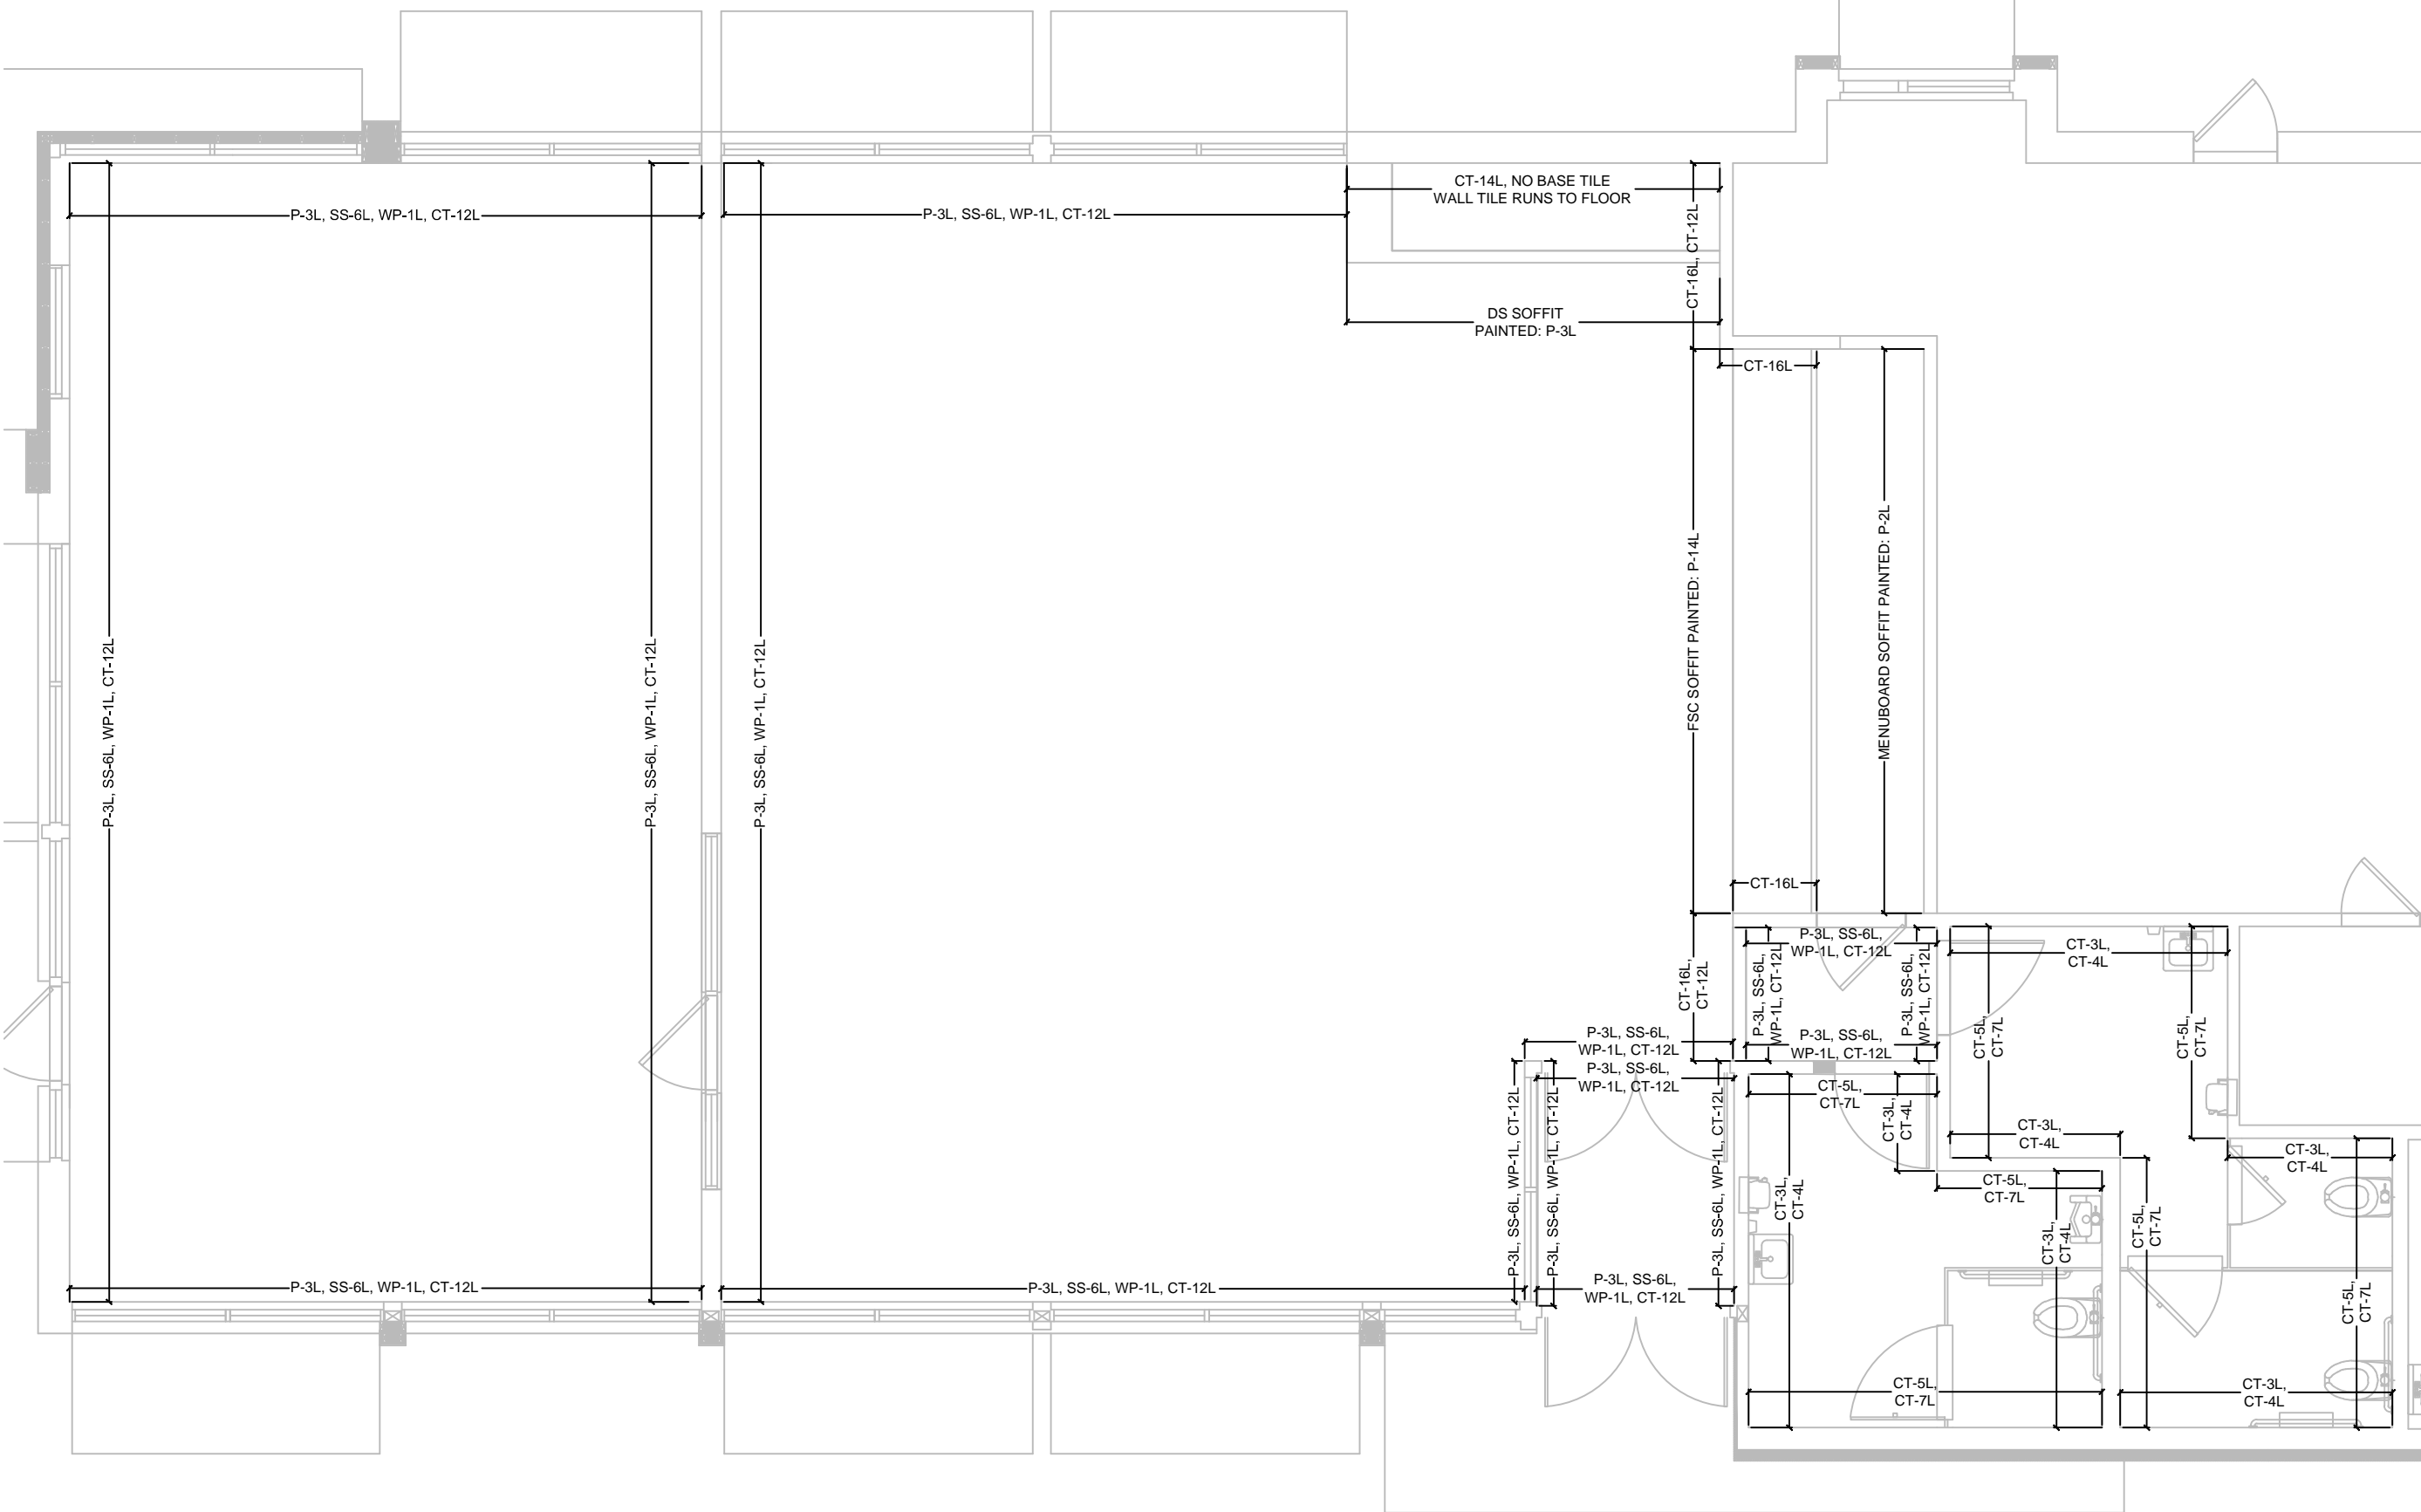 CT-14L, NO BASE TILE
WALL TILE RUNS TO FLOOR
P-3L, SS-6L, WP-1L, CT-12L
P-3L, SS-6L, WP-1L, CT-12L
CT-16L, CT-12L
DS SOFFIT
PAINTED: P-3L
CT-16L
P-3L, SS-6L, WP-1L, CT-12L
P-3L, SS-6L, WP-1L, CT-12L
P-3L, SS-6L, WP-1L, CT-12L
FSC SOFFIT PAINTED: P-14L
MENUBOARD SOFFIT PAINTED: P-2L
CT-16L
CT-16L,
CT-12L
P-3L, SS-6L,
WP-1L, CT-12L
P-3L, SS-6L,
WP-1L, CT-12L
P-3L, SS-6L,
WP-1L, CT-12L
P-3L, SS-6L,
WP-1L, CT-12L
CT-3L,
CT-4L
CT-5L,
CT-7L
CT-5L,
CT-7L
P-3L, SS-6L,
WP-1L, CT-12L
P-3L, SS-6L,
WP-1L, CT-12L
P-3L, SS-6L, WP-1L, CT-12L
P-3L, SS-6L, WP-1L, CT-12L
P-3L, SS-6L, WP-1L, CT-12L
CT-5L,
CT-7L
CT-3L,
CT-4L
CT-3L,
CT-4L
CT-3L,
CT-4L
CT-3L,
CT-4L
CT-5L,
CT-7L
CT-3L,
CT-4L
CT-5L,
CT-7L
CT-5L,
CT-7L
P-3L, SS-6L, WP-1L, CT-12L
P-3L, SS-6L, WP-1L, CT-12L
P-3L, SS-6L,
WP-1L, CT-12L
CT-5L,
CT-7L
CT-3L,
CT-4L